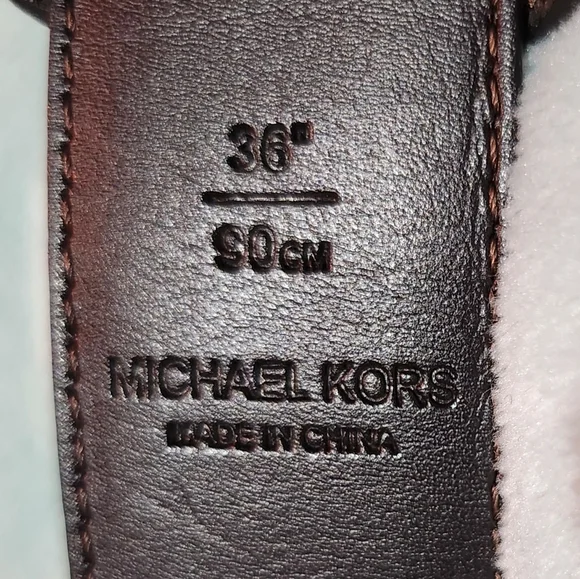 36"
90CM
MICHAEL KORS
MADE IN CHINA